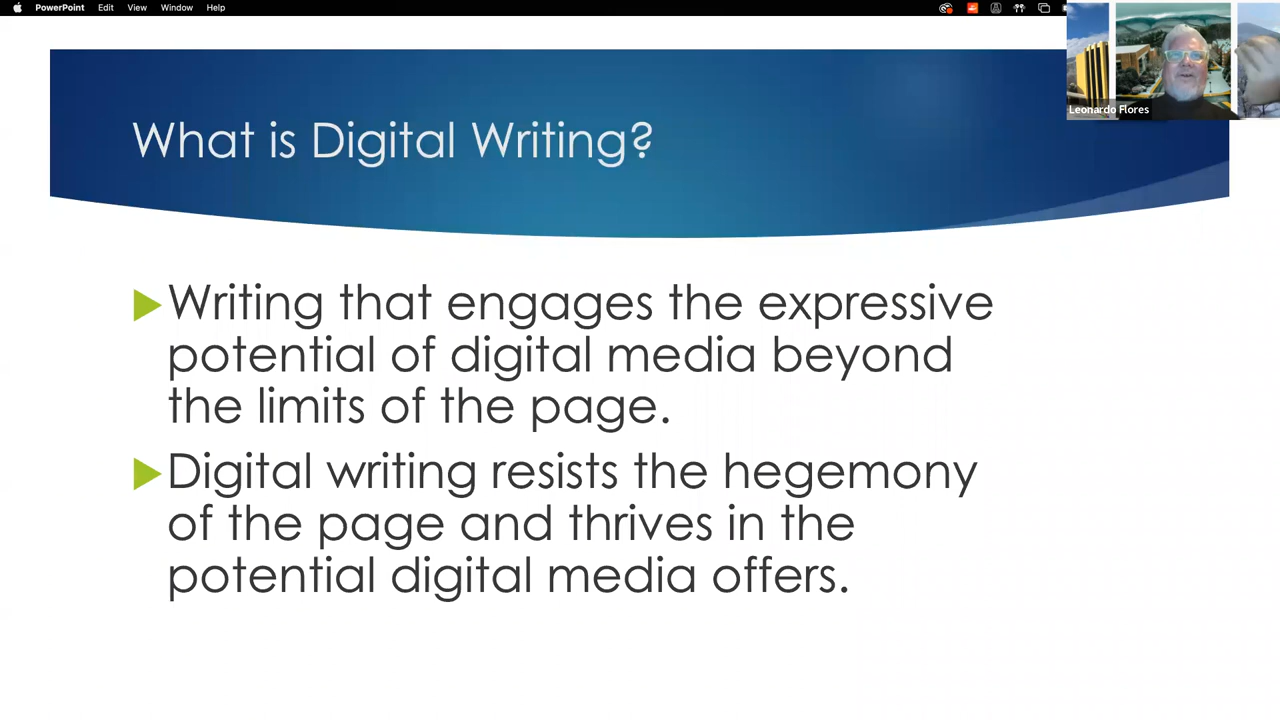 PowerPoint Edit View Window Help
Leonardo Flores
What is Digital Writing?
Writing that engages the expressive
potential of digital media beyond
the limits of the page.
Digital writing resists the hegemony
of the page and thrives in the
potential digital media offers.